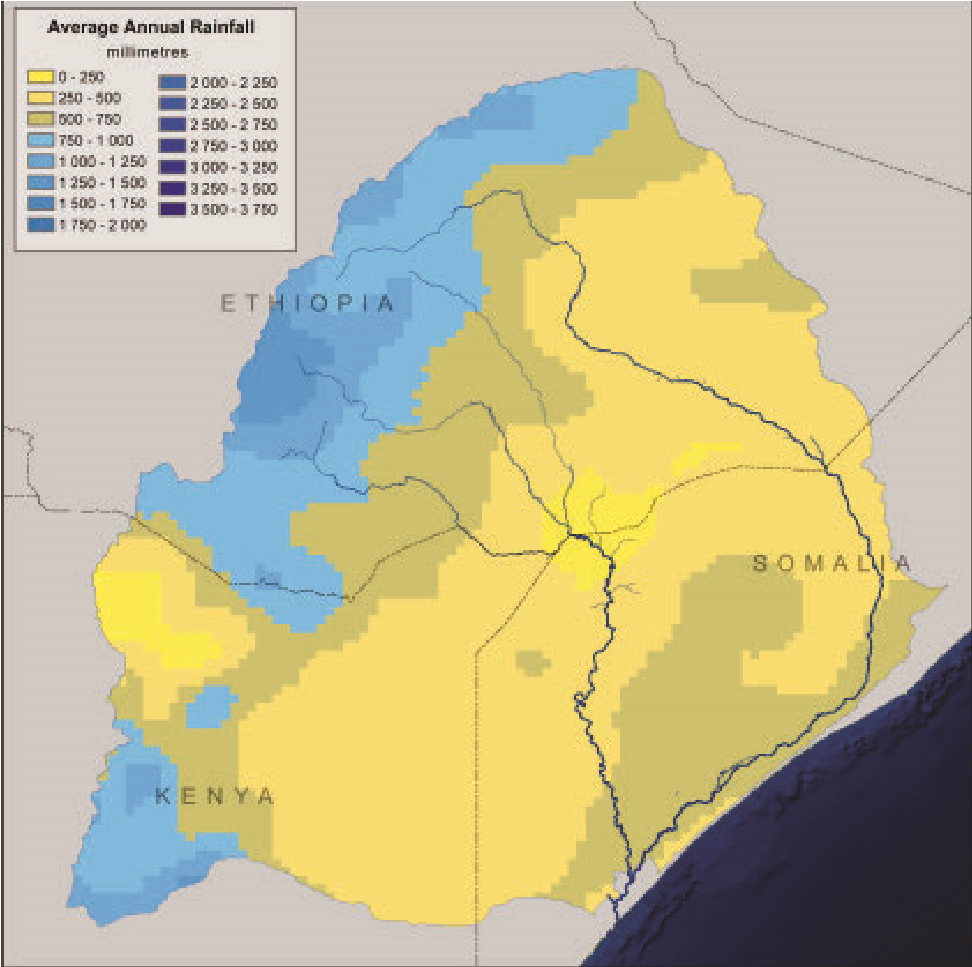 Average Annual Rainfall
millimetres
0 - 250
250 - 500
500 - 750
750 - 1 000
1 000 - 1 250
1 250 - 1 500
1 500 - 1 750
1 750 - 2 000
2 000 - 2 250
2 250 - 2 500
2 500 - 2 750
2 750 - 3 000
3 000 - 3 250
3 250 - 3 500
3 500 - 3 750
ETHIOPIA
SOMALIA
KENYA